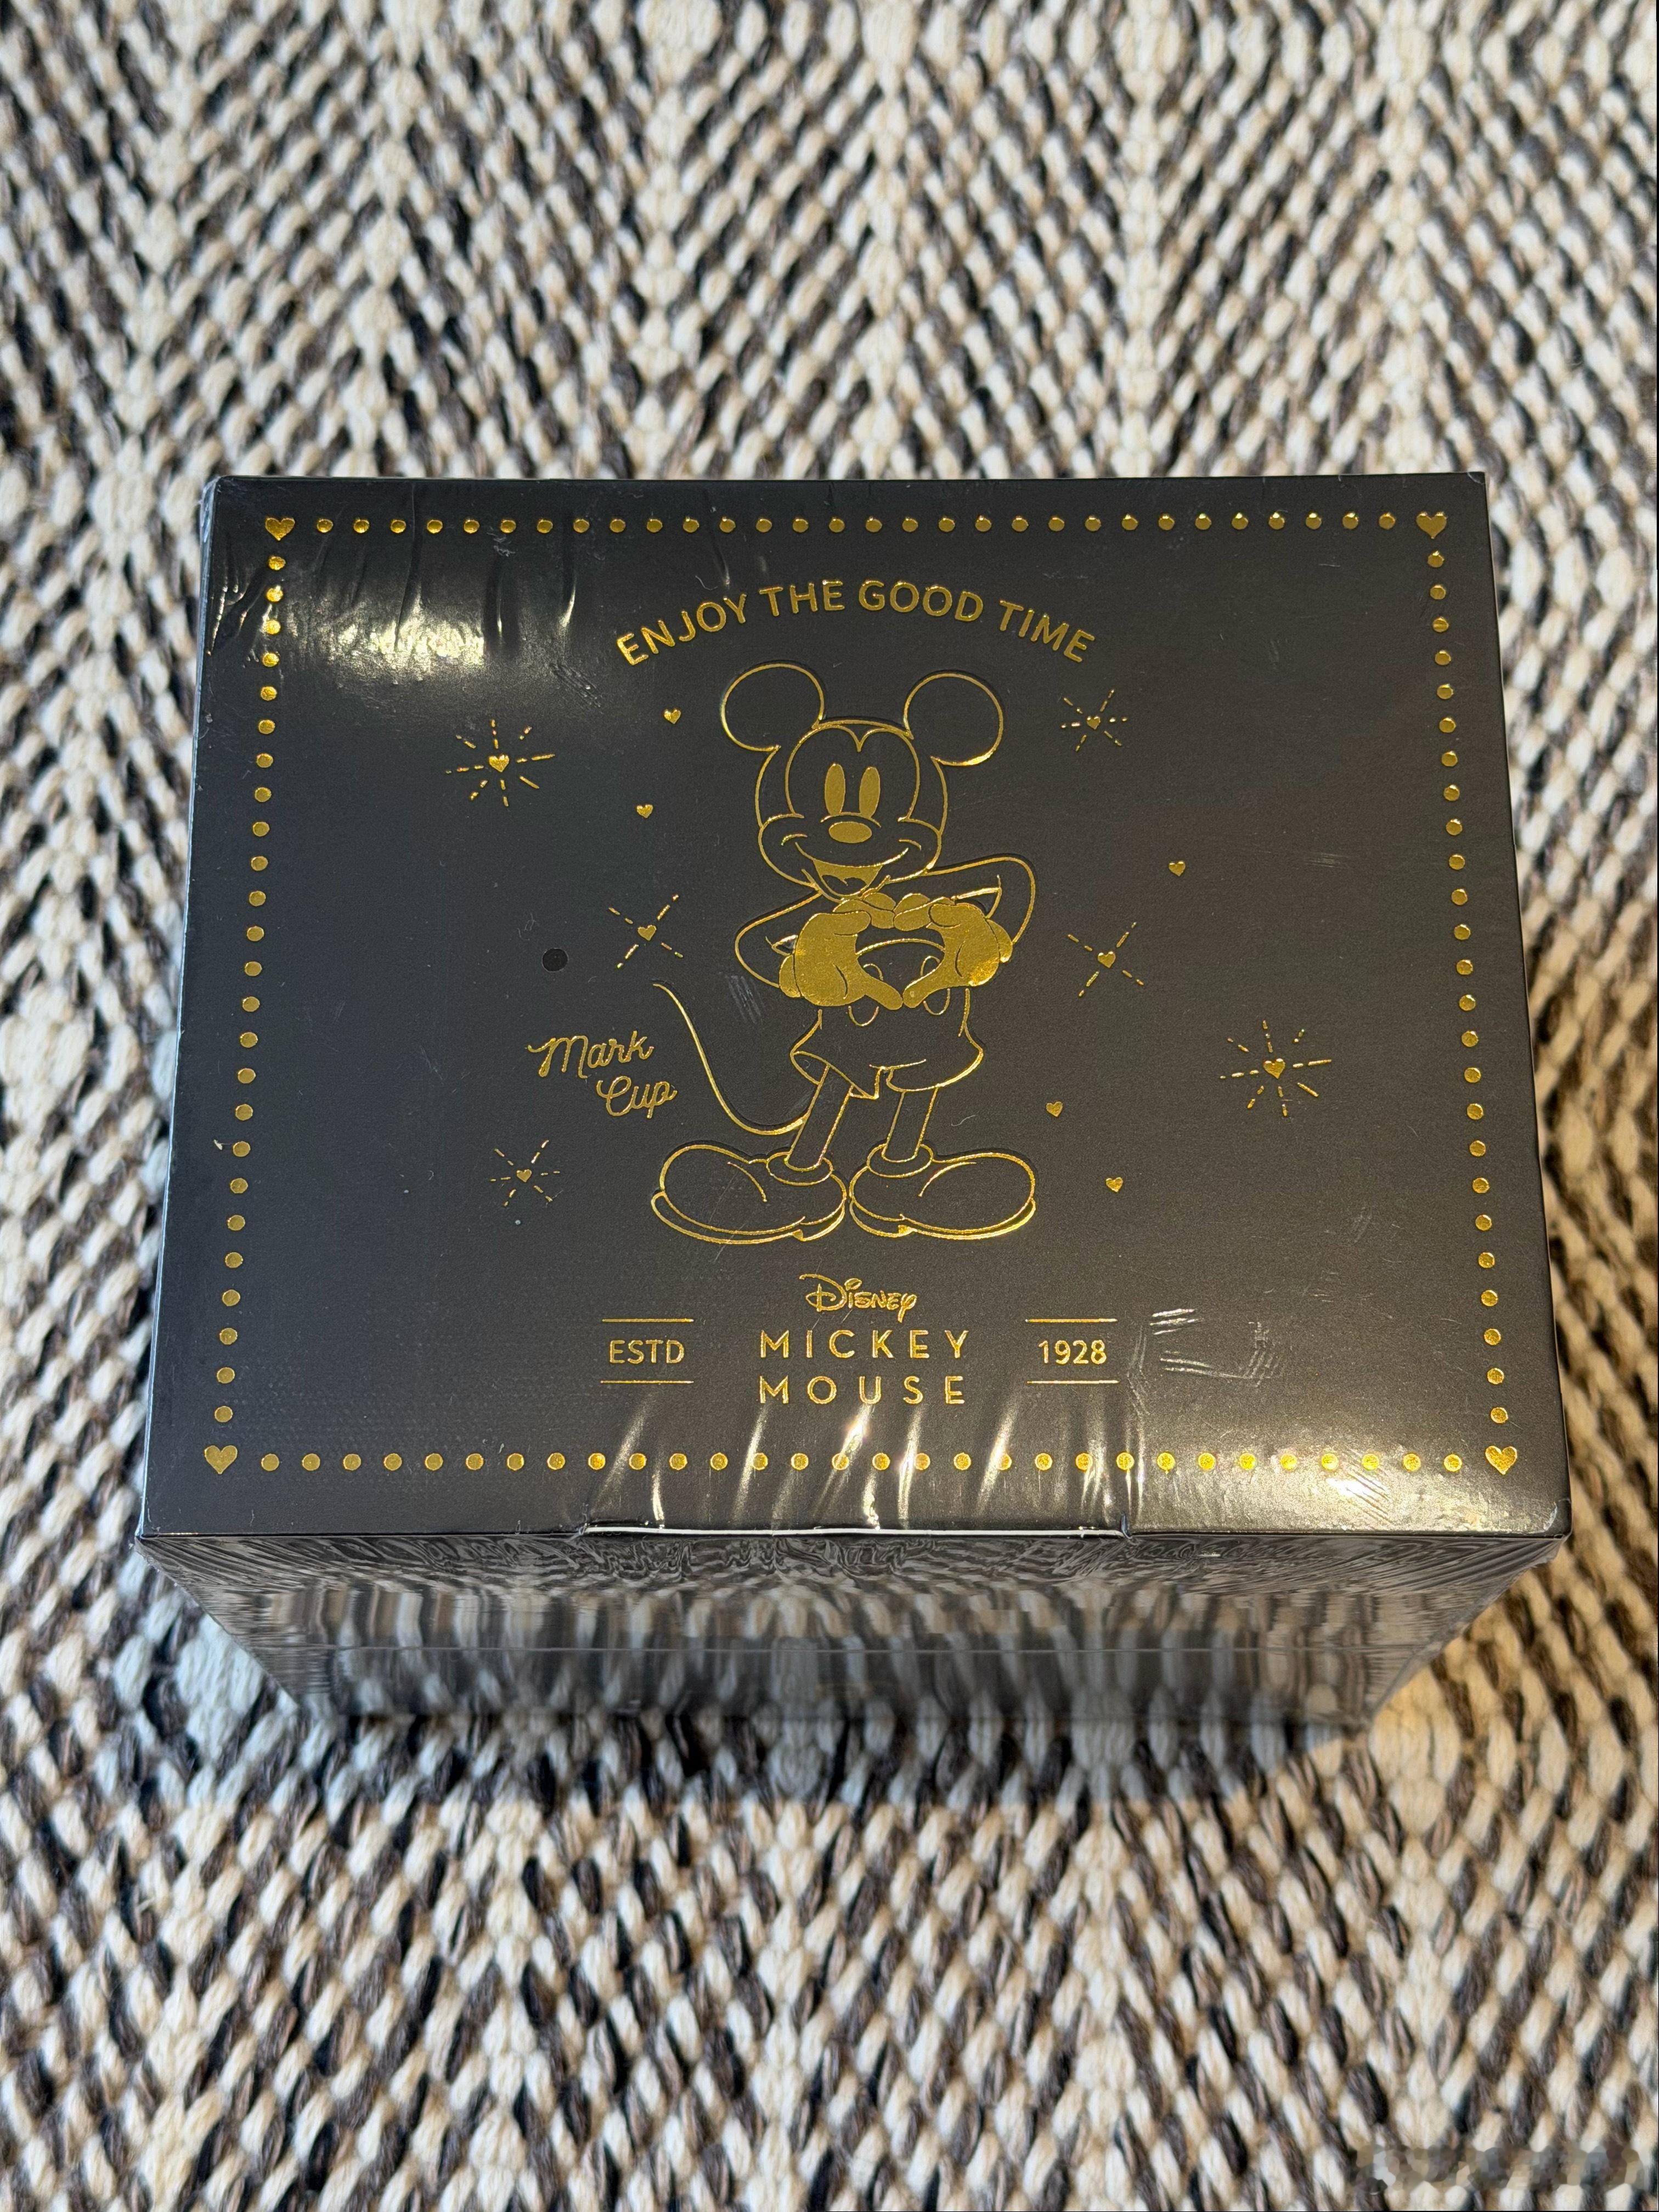 ENJOY THE GOOD TIME
Mark
Cup
Disney
ESTD
MICKEY
MOUSE
1928